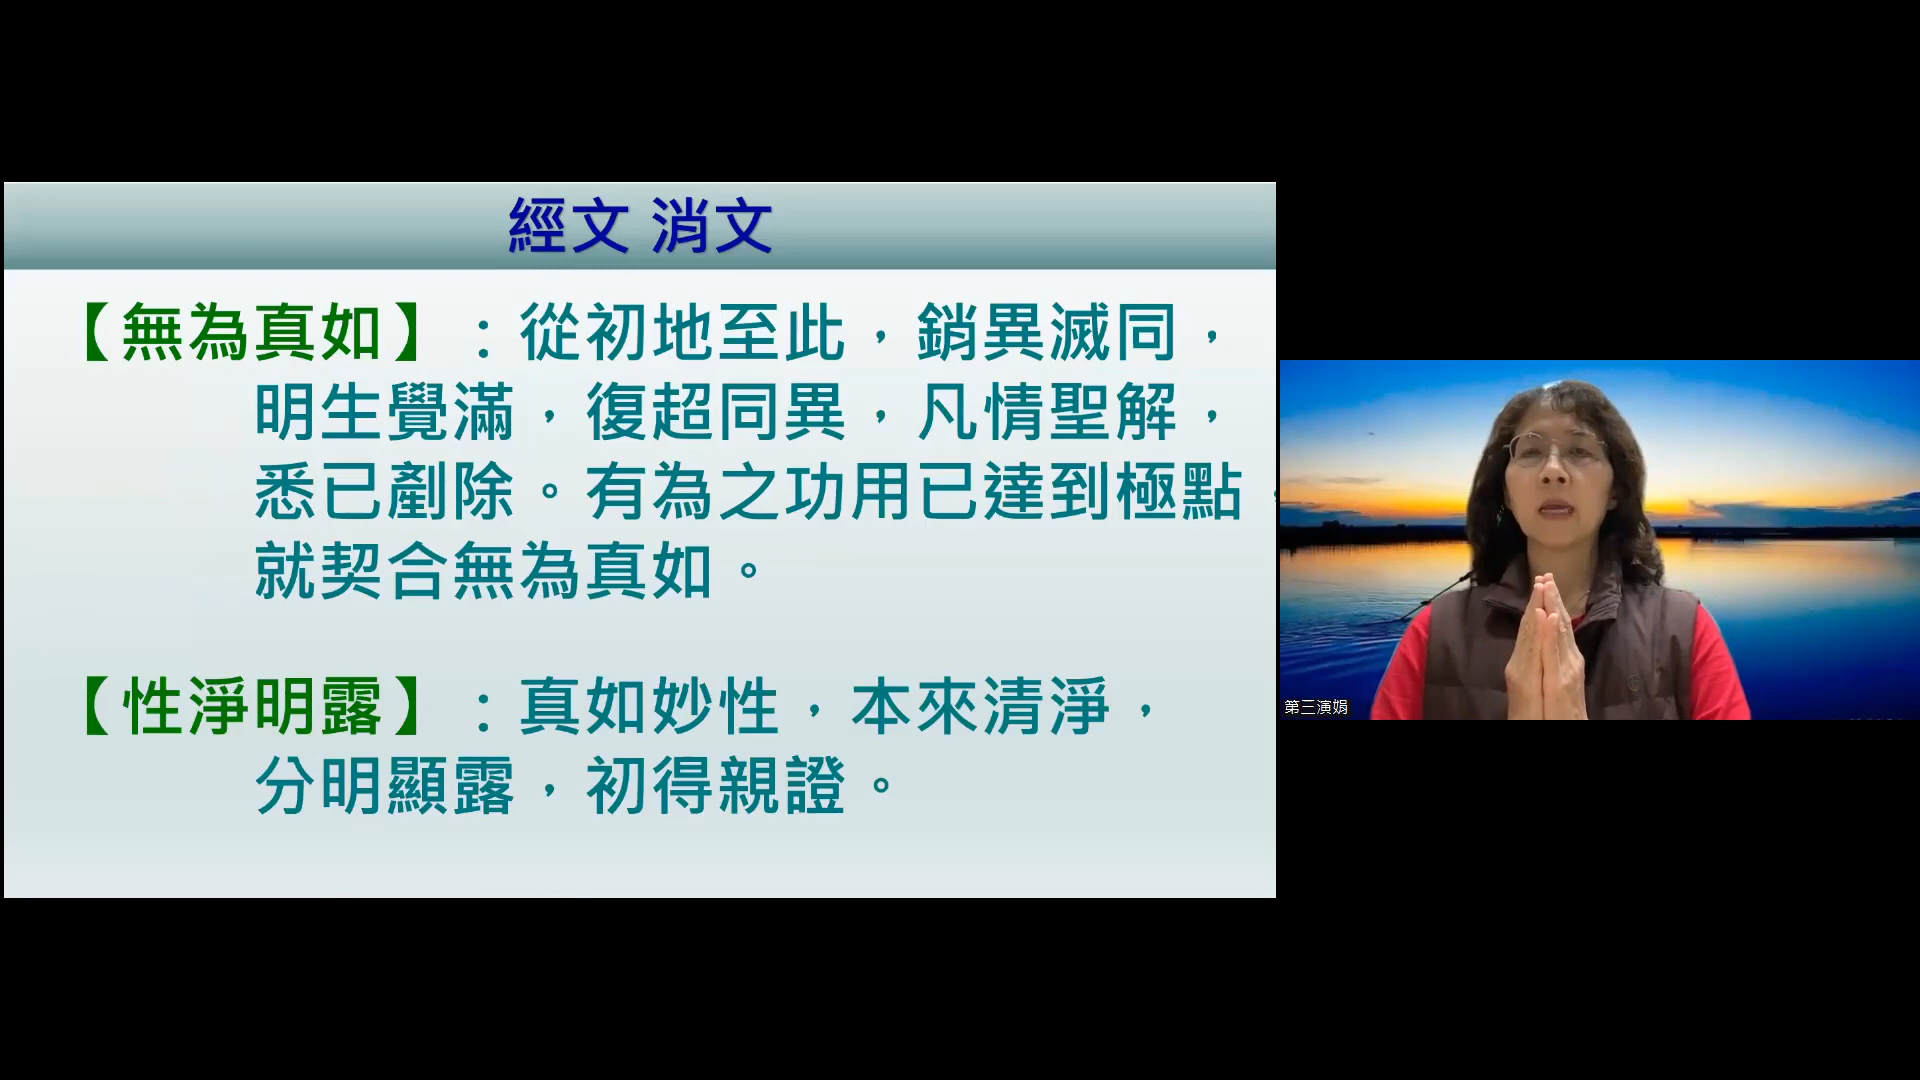 經文 消文
【無為真如】：從初地至此，銷異滅同，
明生覺滿，復超同異，凡情聖解，
悉已剷除。有為之功用已達到極點，
就契合無為真如。
【性淨明露】：真如妙性，本來清淨，
分明顯露，初得親證。
第三演娟